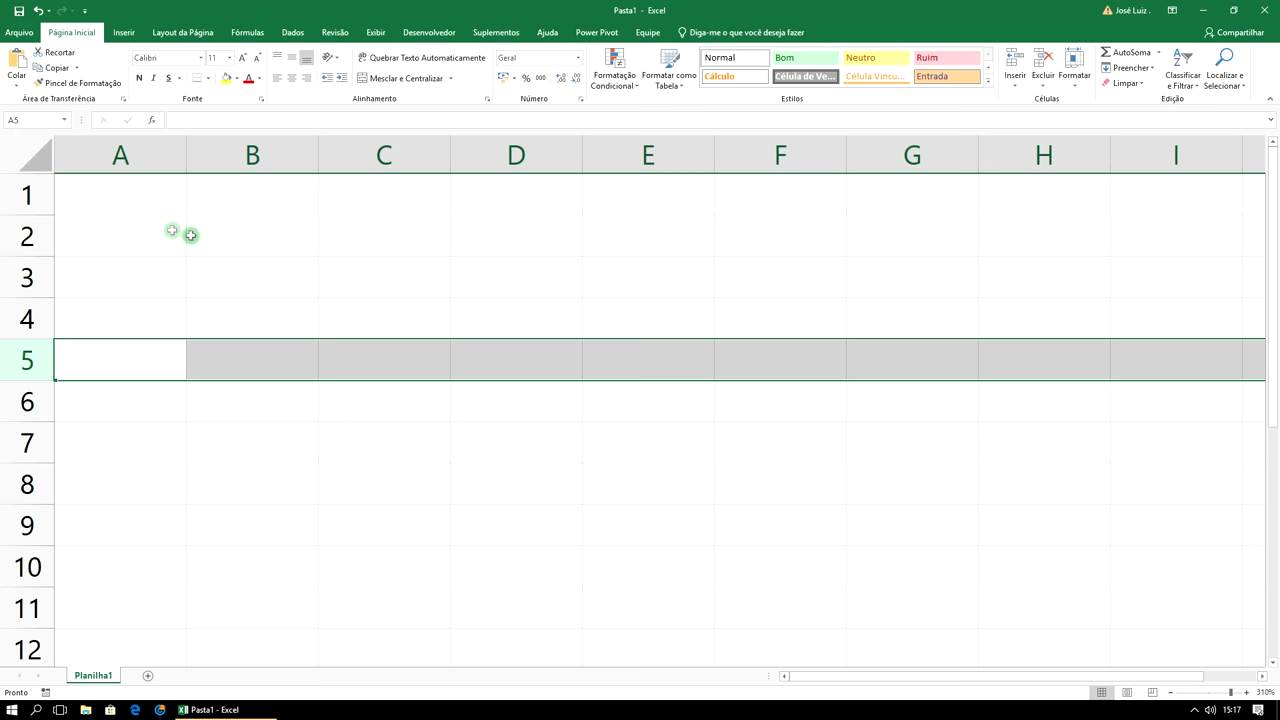 Pasta1 - Excel
José Luiz .
Arquivo Página Inicial Inserir Layout da Página Fórmulas Dados Revisão Exibir Desenvolvedor Suplementos Ajuda Power Pivot Equipe Diga-me o que você deseja fazer Compartilhar
Colar
Recortar
Copiar
Pincel de Formatação
Área de Transferência
Calibri 11
N I S
Fonte
Quebrar Texto Automaticamente
Mesclar e Centralizar
Alinhamento
Geral
% 000
Número
Formatação Condicional
Formatar como Tabela
Normal Bom Neutro Ruim
Cálculo Célula de Ve... Célula Vincu... Entrada
Estilos
Inserir Excluir Formatar
Células
AutoSoma
Preencher
Limpar
Classificar e Filtrar
Localizar e Selecionar
Edição
A5 fx
A B C D E F G H I
1
2
3
4
5
6
7
8
9
10
11
12
Planilha1
Pronto 310%
Pasta1 - Excel 15:17